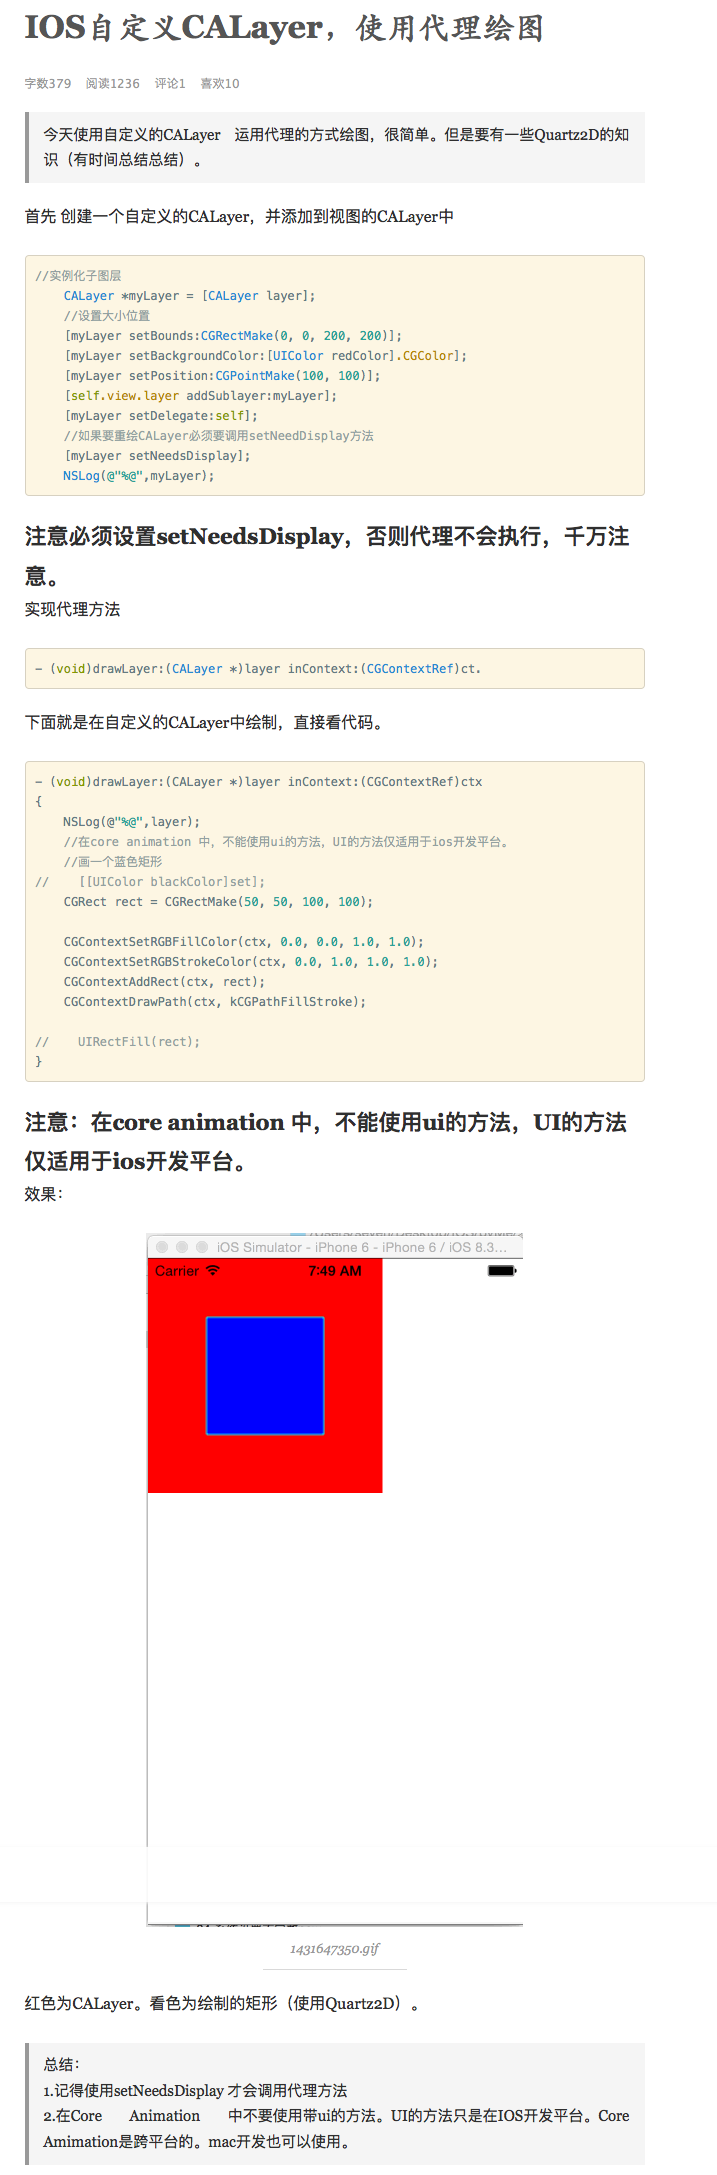 IOS自定义CALayer，使用代理绘图
字数379 阅读1236 评论1 喜欢10
今天使用自定义的CALayer 运用代理的方式绘图，很简单。但是要有一些Quartz2D的知
识（有时间总结总结）。
首先 创建一个自定义的CALayer，并添加到视图的CALayer中
//实例化子图层
CALayer *myLayer = [CALayer layer];
//设置大小位置
[myLayer setBounds:CGRectMake(0, 0, 200, 200)];
[myLayer setBackgroundColor:[UIColor redColor].CGColor];
[myLayer setPosition:CGPointMake(100, 100)];
[self.view.layer addSublayer:myLayer];
[myLayer setDelegate:self];
//如果要重绘CALayer必须要调用setNeedDisplay方法
[myLayer setNeedsDisplay];
NSLog(@"%@",myLayer);
注意必须设置setNeedsDisplay，否则代理不会执行，千万注
意。
实现代理方法
- (void)drawLayer:(CALayer *)layer inContext:(CGContextRef)ct.
下面就是在自定义的CALayer中绘制，直接看代码。
- (void)drawLayer:(CALayer *)layer inContext:(CGContextRef)ctx
{
NSLog(@"%@",layer);
//在core animation 中，不能使用ui的方法，UI的方法仅适用于ios开发平台。
//画一个蓝色矩形
// [[UIColor blackColor]set];
CGRect rect = CGRectMake(50, 50, 100, 100);
CGContextSetRGBFillColor(ctx, 0.0, 0.0, 1.0, 1.0);
CGContextSetRGBStrokeColor(ctx, 0.0, 1.0, 1.0, 1.0);
CGContextAddRect(ctx, rect);
CGContextDrawPath(ctx, kCGPathFillStroke);
// UIRectFill(rect);
}
注意：在core animation 中，不能使用ui的方法，UI的方法
仅适用于ios开发平台。
效果：
iOS Simulator - iPhone 6 - iPhone 6 / iOS 8.3...
Carrier 7:49 AM
1431647350.gif
红色为CALayer。看色为绘制的矩形（使用Quartz2D）。
总结：
1.记得使用setNeedsDisplay 才会调用代理方法
2.在Core Animation 中不要使用带ui的方法。UI的方法只是在IOS开发平台。Core
Amimation是跨平台的。mac开发也可以使用。